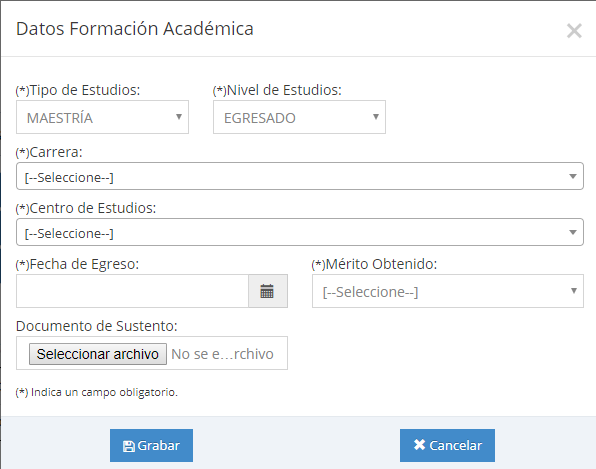 Datos Formación Académica
(*)Tipo de Estudios: (*)Nivel de Estudios:
MAESTRÍA EGRESADO
(*)Carrera:
[--Seleccione--]
(*)Centro de Estudios:
[--Seleccione--]
(*)Fecha de Egreso: (*)Mérito Obtenido:
[--Seleccione--]
Documento de Sustento:
Seleccionar archivo No se e...rchivo
(*) Indica un campo obligatorio.
Grabar Cancelar